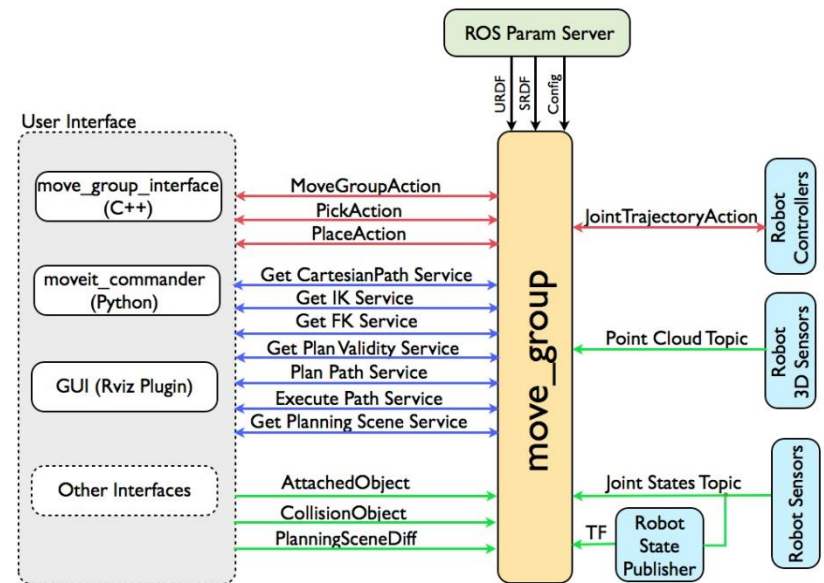 ROS Param Server
URDF
SRDF
Config
User Interface
move_group_interface
(C++)
moveit_commander
(Python)
GUI (Rviz Plugin)
Other Interfaces
MoveGroupAction
PickAction
PlaceAction
Get CartesianPath Service
Get IK Service
Get FK Service
Get Plan Validity Service
Plan Path Service
Execute Path Service
Get Planning Scene Service
AttachedObject
CollisionObject
PlanningSceneDiff
move_group
JointTrajectoryAction
Robot
Controllers
Point Cloud Topic
Robot
3D Sensors
Joint States Topic
TF
Robot
State
Publisher
Robot Sensors